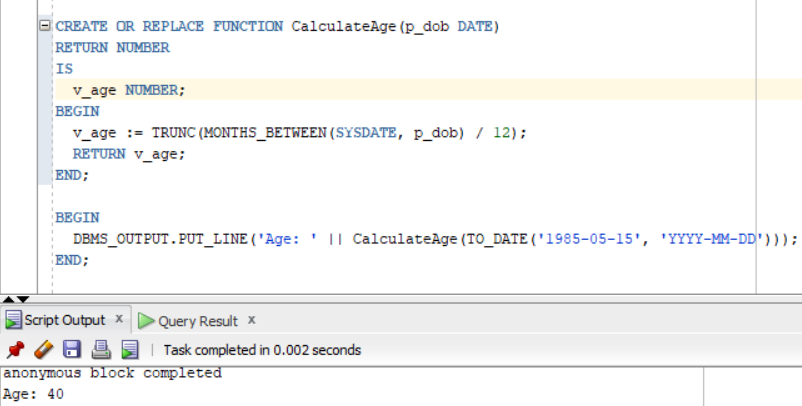 CREATE OR REPLACE FUNCTION CalculateAge(p_dob DATE)
RETURN NUMBER
IS
  v_age NUMBER;
BEGIN
  v_age := TRUNC(MONTHS_BETWEEN(SYSDATE, p_dob) / 12);
  RETURN v_age;
END;

BEGIN
  DBMS_OUTPUT.PUT_LINE('Age: ' || CalculateAge(TO_DATE('1985-05-15', 'YYYY-MM-DD')));
END;
Script Output x Query Result x
Task completed in 0.002 seconds
anonymous block completed
Age: 40